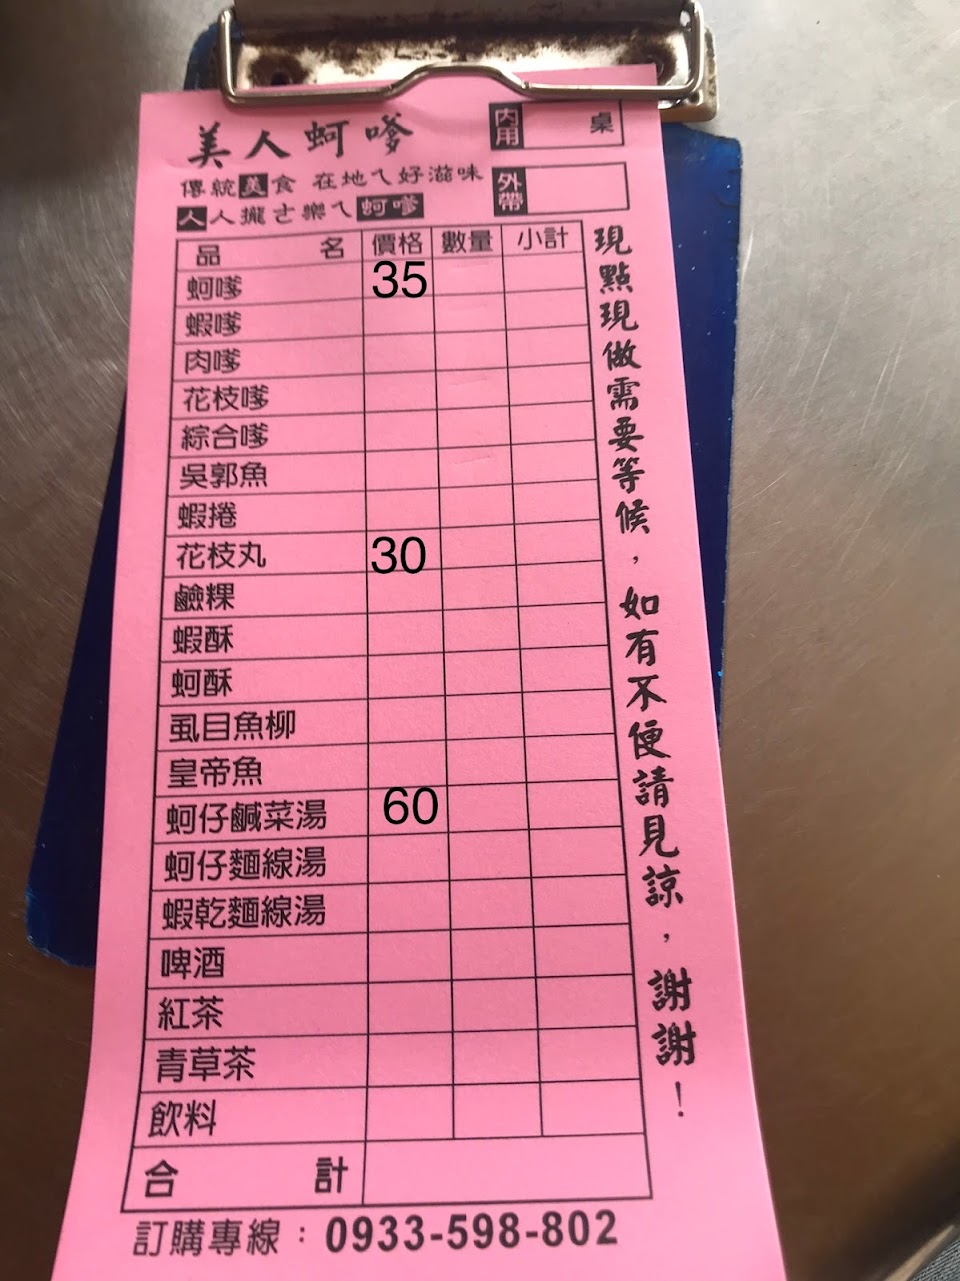 美人蚵嗲
內用 桌
傳統美食 在地ㄟ好滋味
外帶
人人攏ㄜ樂ㄟ蚵嗲
品名 價格 數量 小計
蚵嗲 35
蝦嗲
肉嗲
花枝嗲
綜合嗲
吳郭魚
蝦捲
花枝丸 30
鹼粿
蝦酥
蚵酥
虱目魚柳
皇帝魚
蚵仔鹹菜湯 60
蚵仔麵線湯
蝦乾麵線湯
啤酒
紅茶
青草茶
飲料
合計
現點現做需要等候，如有不便請見諒，謝謝！
訂購專線：0933-598-802